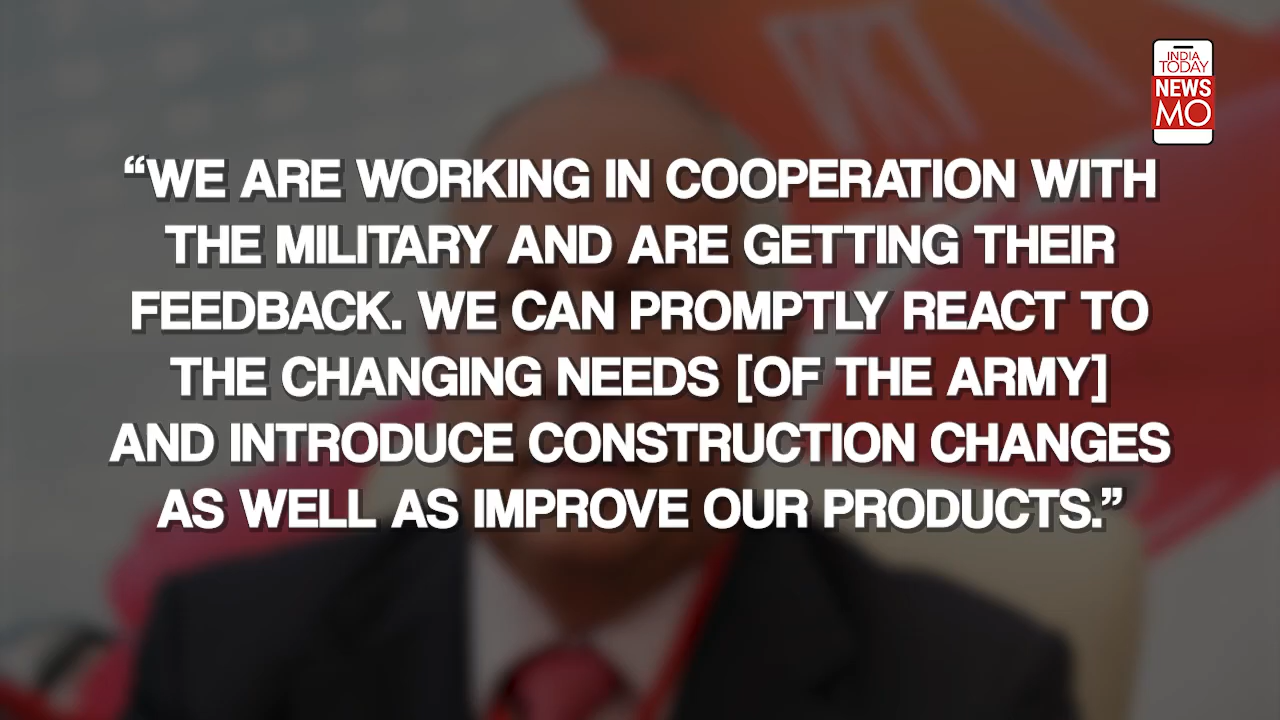 INDIA
TODAY
NEWS
MO
“WE ARE WORKING IN COOPERATION WITH
THE MILITARY AND ARE GETTING THEIR
FEEDBACK. WE CAN PROMPTLY REACT TO
THE CHANGING NEEDS [OF THE ARMY]
AND INTRODUCE CONSTRUCTION CHANGES
AS WELL AS IMPROVE OUR PRODUCTS.”